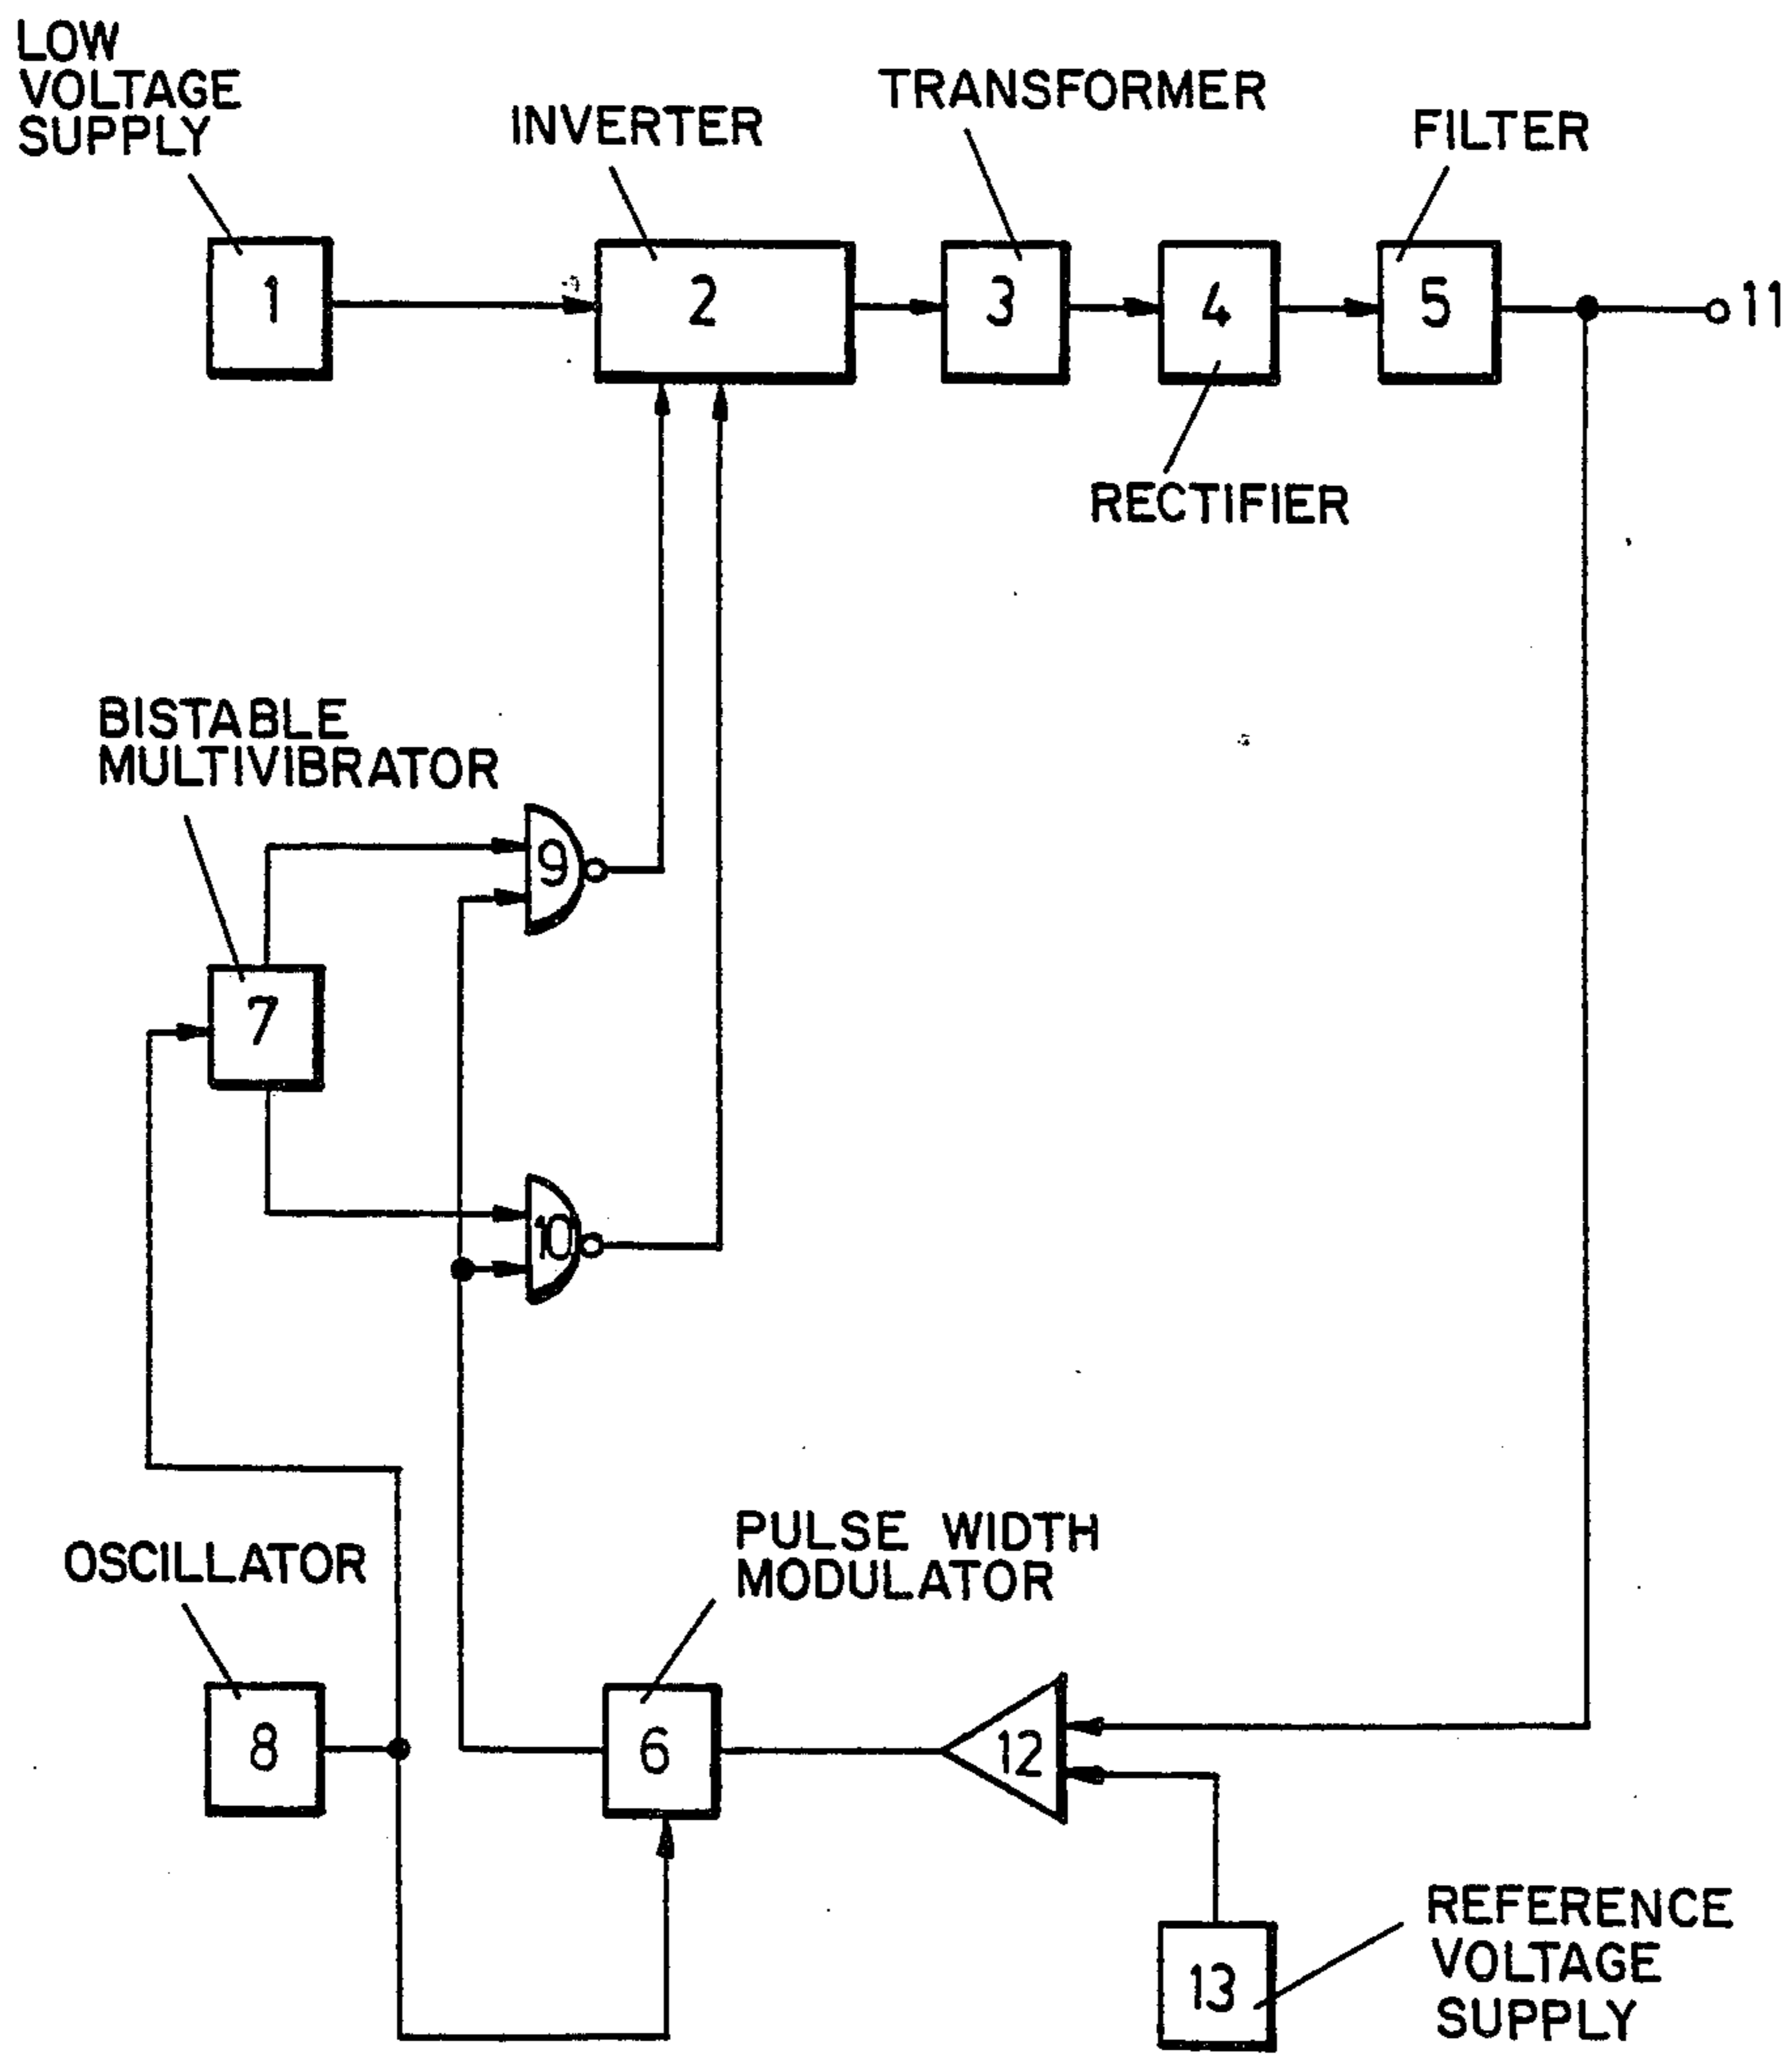 LOW
VOLTAGE
SUPPLY
INVERTER
TRANSFORMER
FILTER
1
2
3
4
5
11
RECTIFIER
BISTABLE
MULTIVIBRATOR
9
7
10
OSCILLATOR
PULSE WIDTH
MODULATOR
8
6
12
13
REFERENCE
VOLTAGE
SUPPLY